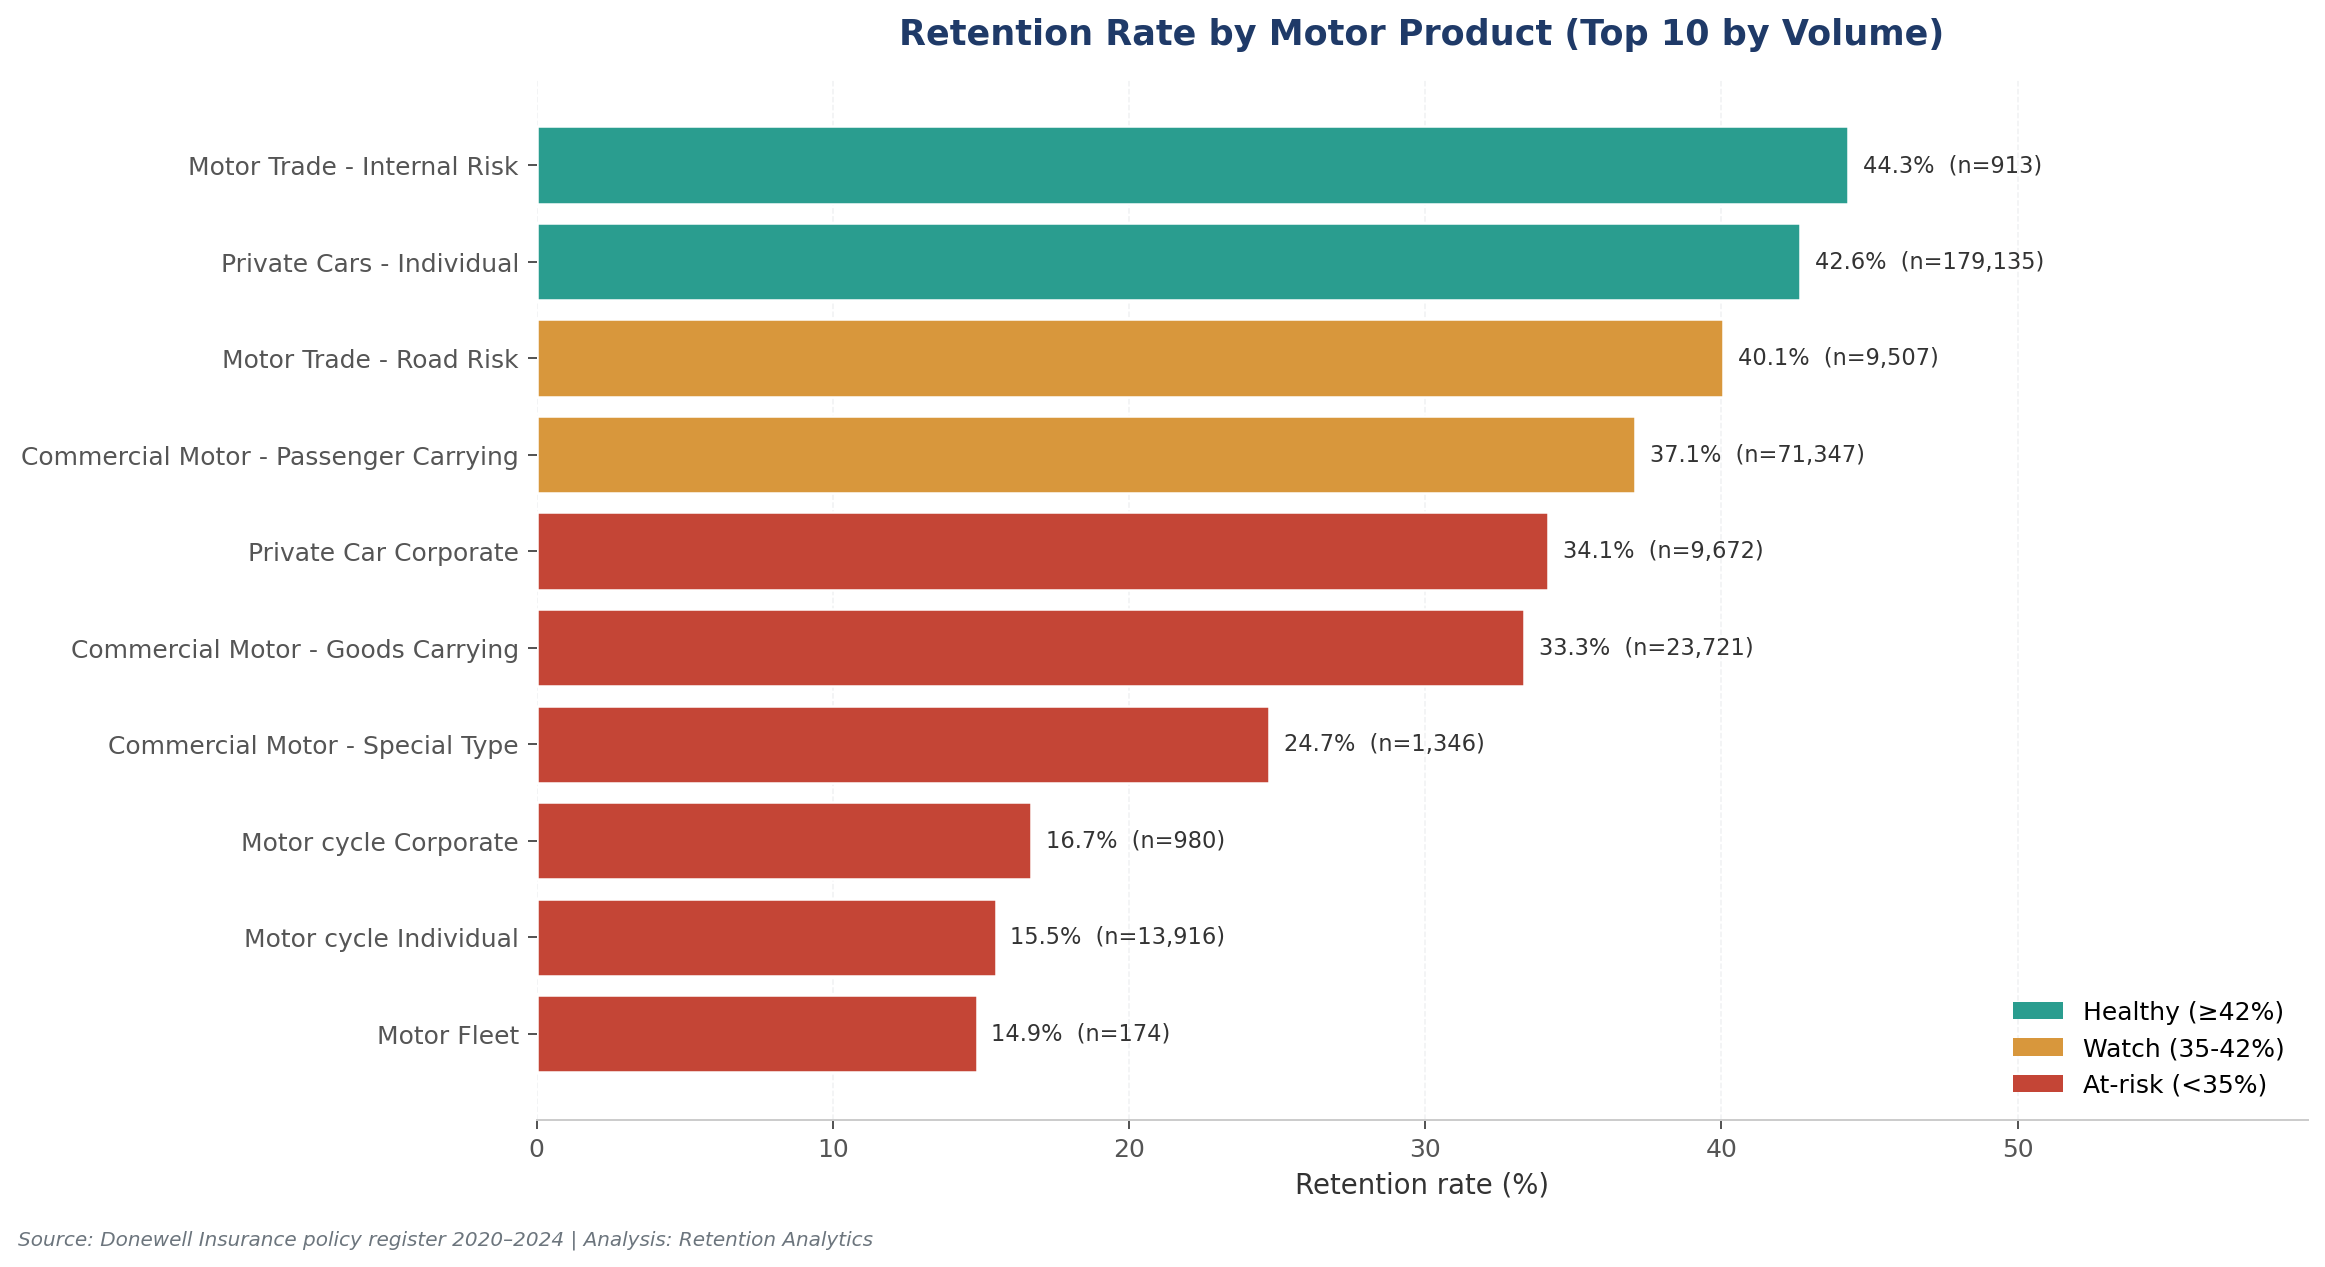 Retention Rate by Motor Product (Top 10 by Volume)
Motor Trade - Internal Risk 44.3% (n=913)
Private Cars - Individual 42.6% (n=179,135)
Motor Trade - Road Risk 40.1% (n=9,507)
Commercial Motor - Passenger Carrying 37.1% (n=71,347)
Private Car Corporate 34.1% (n=9,672)
Commercial Motor - Goods Carrying 33.3% (n=23,721)
Commercial Motor - Special Type 24.7% (n=1,346)
Motor cycle Corporate 16.7% (n=980)
Motor cycle Individual 15.5% (n=13,916)
Motor Fleet 14.9% (n=174)
Healthy (≥42%)
Watch (35-42%)
At-risk (<35%)
0 10 20 30 40 50
Retention rate (%)
Source: Donewell Insurance policy register 2020–2024 | Analysis: Retention Analytics